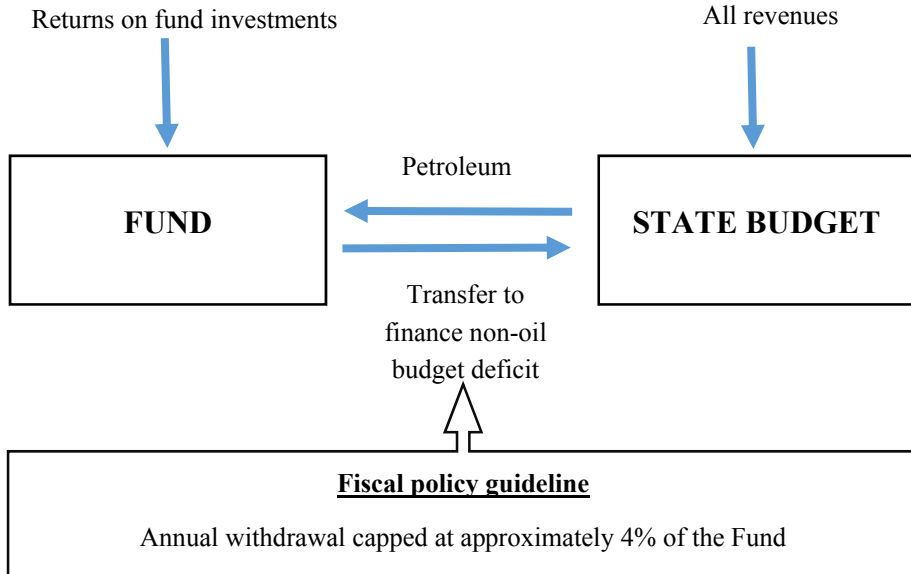 Returns on fund investments
All revenues
Petroleum
FUND
STATE BUDGET
Transfer to
finance non-oil
budget deficit
Fiscal policy guideline
Annual withdrawal capped at approximately 4% of the Fund